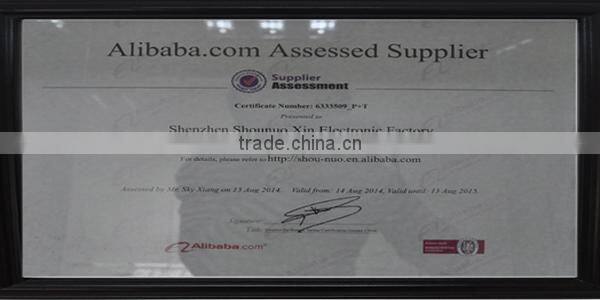 Alibaba.com Assessed Supplier
Supplier
Assessment
Certificate Number: 6333509_P+T
Presented to
Shenzhen Shounuo Xin Electronic Factory
trade.china.cn
For details, please refer to http://shou-nuo.en.alibaba.com
Assessed by Mr. Sky Xiang on 13 Aug 2014. Valid from: 14 Aug 2014, Valid until: 13 Aug 2015.
Signature:
Title:
Alibaba.com